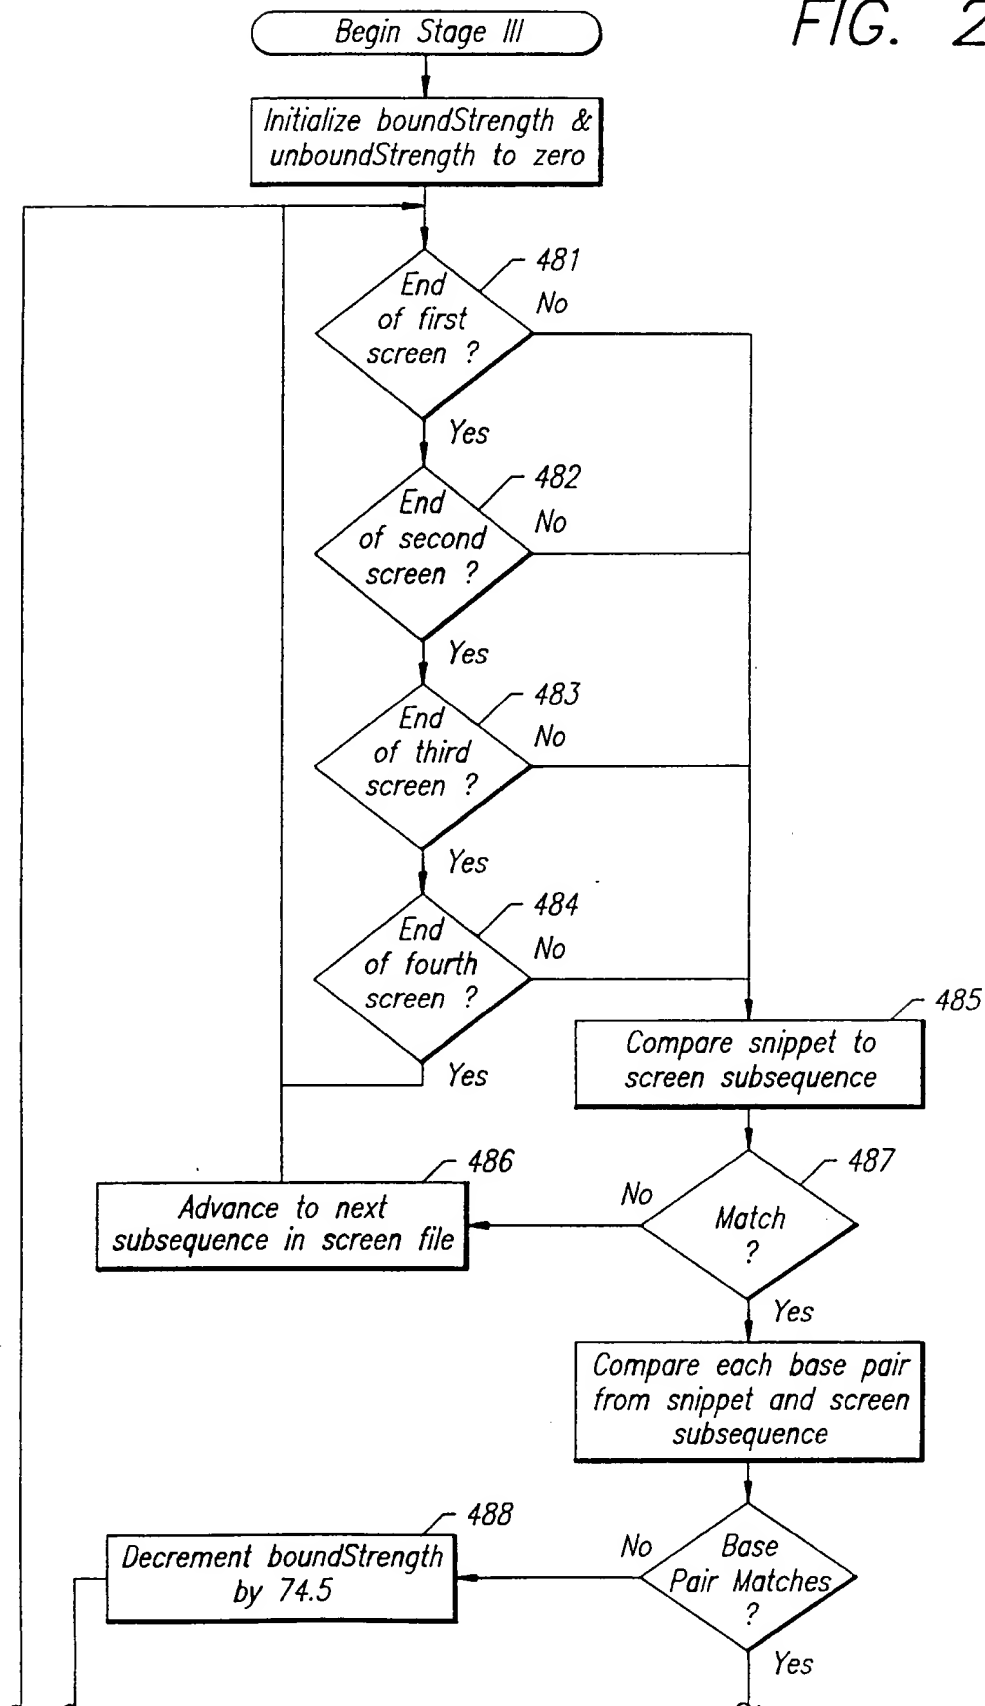 FIG. 2
Begin Stage III
Initialize boundStrength &
unboundStrength to zero
481
End
of first
screen ?
No
Yes
482
End
of second
screen ?
No
Yes
483
End
of third
screen ?
No
Yes
484
End
of fourth
screen ?
No
Yes
485
Compare snippet to
screen subsequence
486
Advance to next
subsequence in screen file
487
No
Match
?
Yes
Compare each base pair
from snippet and screen
subsequence
488
Decrement boundStrength
by 74.5
No
Base
Pair Matches
?
Yes